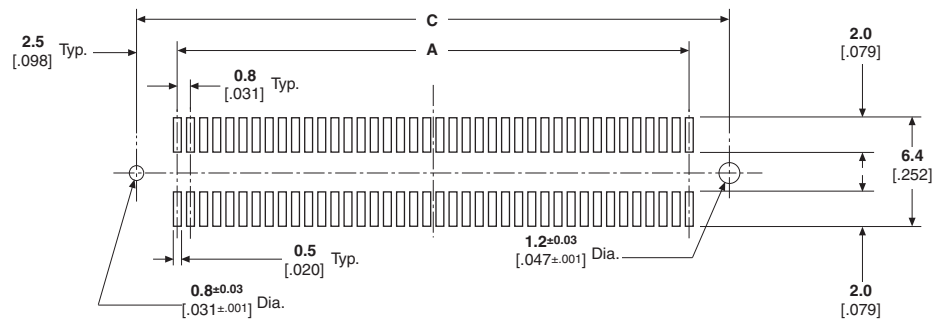 C
2.5 Typ.
[.098]
A
2.0
[.079]
0.8 Typ.
[.031]
6.4
[.252]
0.5 Typ.
[.020]
1.2±0.03 Dia.
[.047±.001]
0.8±0.03 Dia.
[.031±.001]
2.0
[.079]